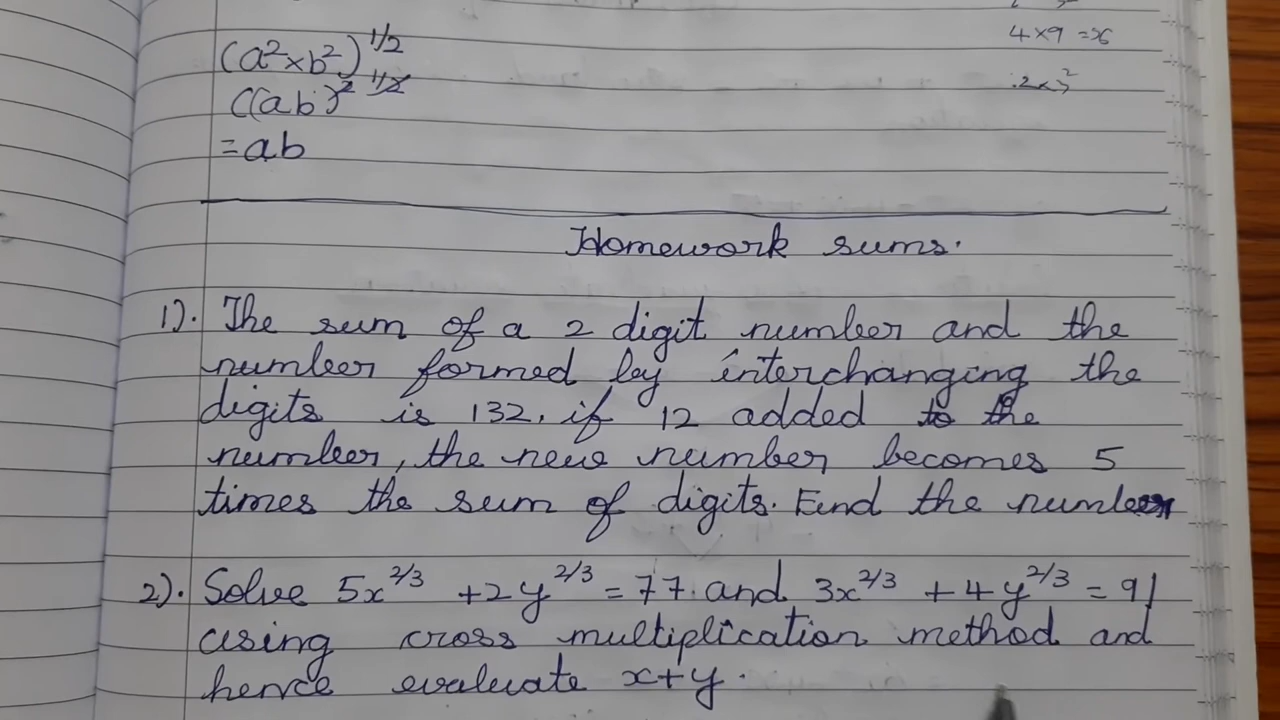 (a²×b²)^1/2
4×9 = x
((ab)² ^1/2
= ab
Homework sums.
1). The sum of a 2 digit number and the
number formed by interchanging the
digits is 132, if 12 added to the
number, the new number becomes 5
times the sum of digits. Find the number
2). Solve 5x^2/3 + 2y^2/3 = 77 and 3x^2/3 + 4y^2/3 = 91
using cross multiplication method and
hence evaluate x+y.